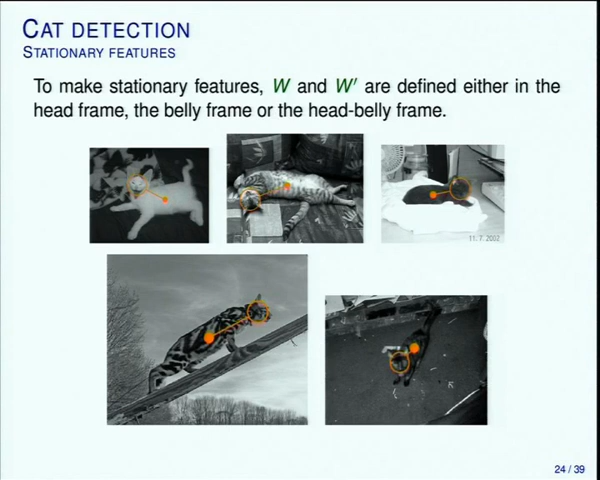 CAT DETECTION
STATIONARY FEATURES
To make stationary features, W and W′ are defined either in the
head frame, the belly frame or the head-belly frame.
11.7.2002
24 / 39